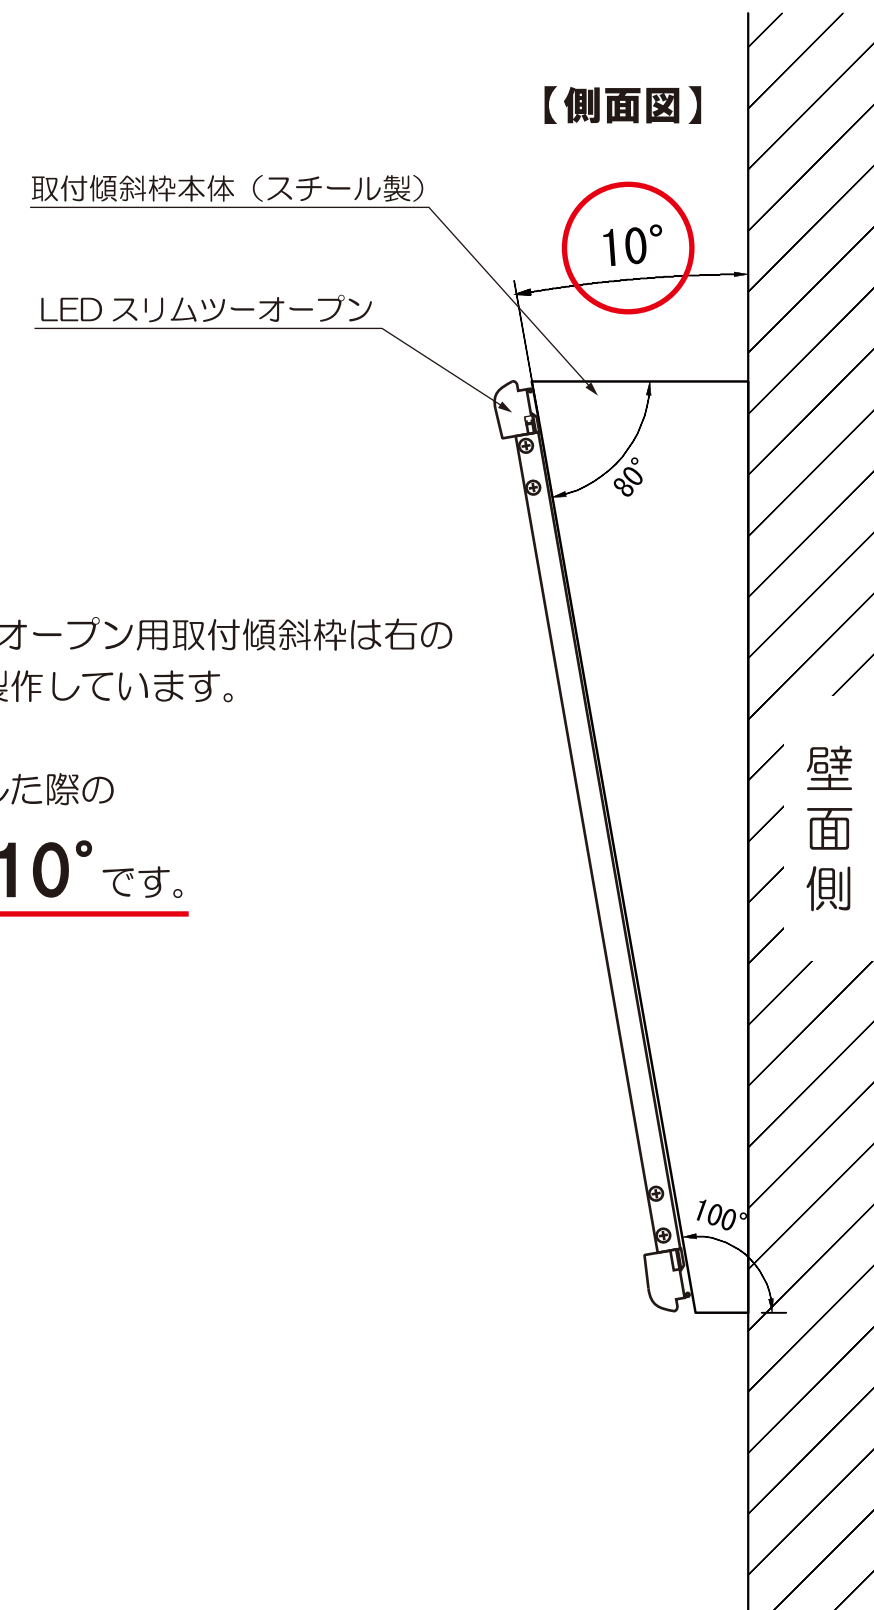 【側面図】
取付傾斜枠本体（スチール製）
10°
LED スリムツーオープン
80°
オープン用取付傾斜枠は右の
製作しています。
した際の
10°です。
壁面側
100°